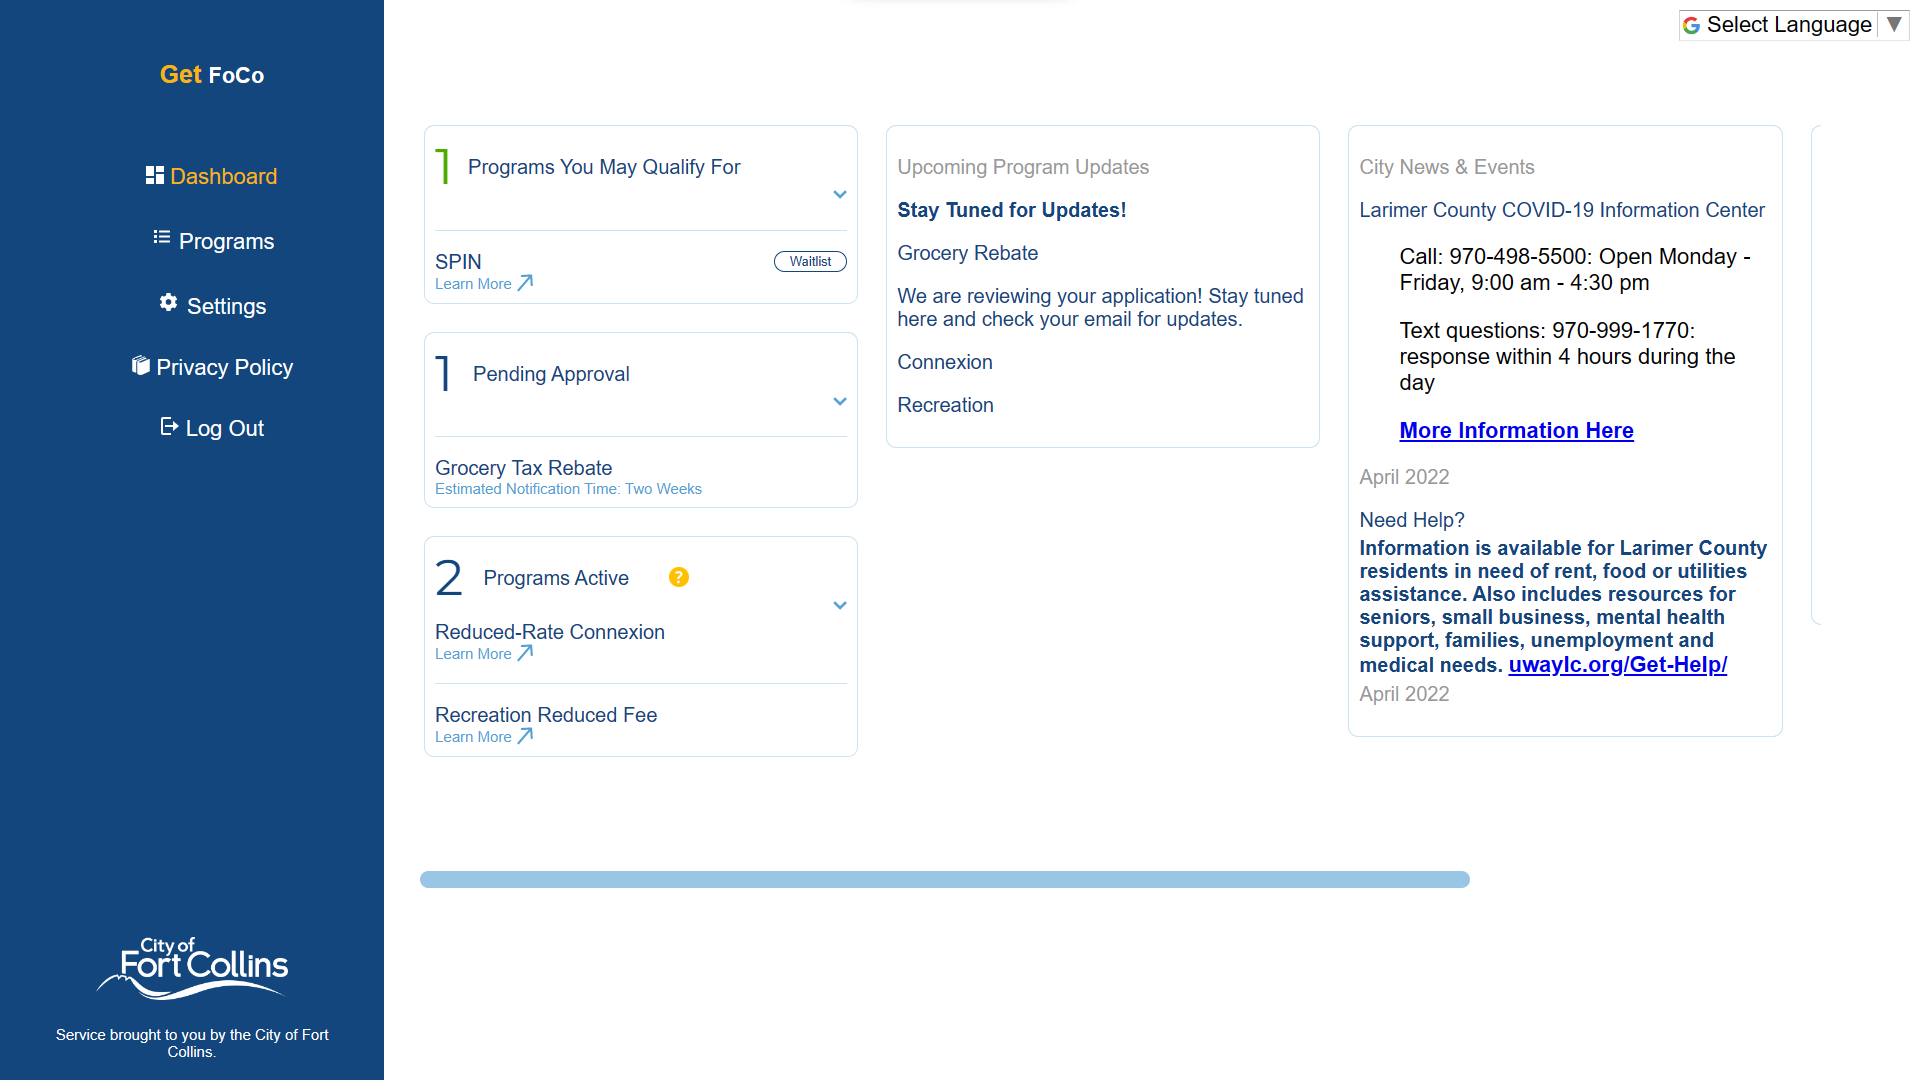 Select Language ▼
Get FoCo
Dashboard
Programs
Settings
Privacy Policy
Log Out
City of
Fort Collins
Service brought to you by the City of Fort
Collins.
1 Programs You May Qualify For
SPIN
Waitlist
Learn More
1 Pending Approval
Grocery Tax Rebate
Estimated Notification Time: Two Weeks
2 Programs Active ?
Reduced-Rate Connexion
Learn More
Recreation Reduced Fee
Learn More
Upcoming Program Updates
Stay Tuned for Updates!
Grocery Rebate
We are reviewing your application! Stay tuned
here and check your email for updates.
Connexion
Recreation
City News & Events
Larimer County COVID-19 Information Center
Call: 970-498-5500: Open Monday -
Friday, 9:00 am - 4:30 pm
Text questions: 970-999-1770:
response within 4 hours during the
day
More Information Here
April 2022
Need Help?
Information is available for Larimer County
residents in need of rent, food or utilities
assistance. Also includes resources for
seniors, small business, mental health
support, families, unemployment and
medical needs. uwaylc.org/Get-Help/
April 2022